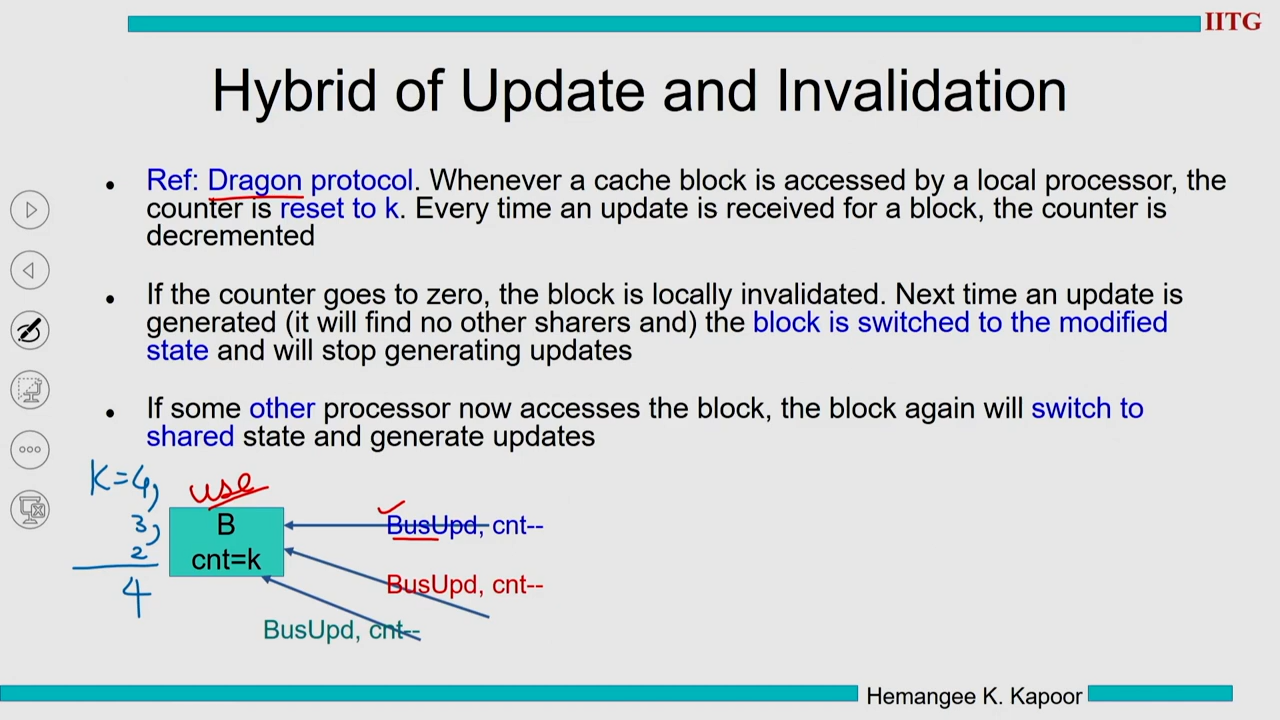 IITG
Hybrid of Update and Invalidation
Ref: Dragon protocol. Whenever a cache block is accessed by a local processor, the
counter is reset to k. Every time an update is received for a block, the counter is
decremented
If the counter goes to zero, the block is locally invalidated. Next time an update is
generated (it will find no other sharers and) the block is switched to the modified
state and will stop generating updates
If some other processor now accesses the block, the block again will switch to
shared state and generate updates
K=4,
3,
2
4
use
B
cnt=k
BusUpd, cnt--
BusUpd, cnt--
BusUpd, cnt--
Hemangee K. Kapoor